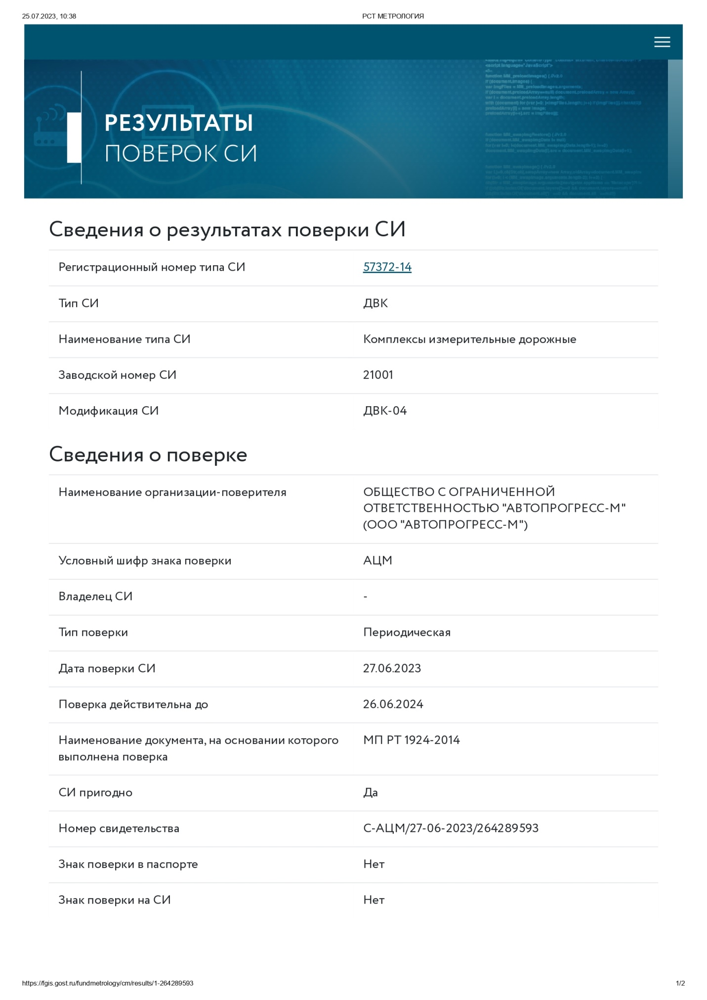 25.07.2023, 10:38
РСТ МЕТРОЛОГИЯ
РЕЗУЛЬТАТЫ
ПОВЕРОК СИ
Сведения о результатах поверки СИ
Регистрационный номер типа СИ 57372-14
Тип СИ ДВК
Наименование типа СИ Комплексы измерительные дорожные
Заводской номер СИ 21001
Модификация СИ ДВК-04
Сведения о поверке
Наименование организации-поверителя ОБЩЕСТВО С ОГРАНИЧЕННОЙ
ОТВЕТСТВЕННОСТЬЮ "АВТОПРОГРЕСС-М"
(ООО "АВТОПРОГРЕСС-М")
Условный шифр знака поверки АЦМ
Владелец СИ -
Тип поверки Периодическая
Дата поверки СИ 27.06.2023
Поверка действительна до 26.06.2024
Наименование документа, на основании которого МП РТ 1924-2014
выполнена поверка
СИ пригодно Да
Номер свидетельства С-АЦМ/27-06-2023/264289593
Знак поверки в паспорте Нет
Знак поверки на СИ Нет
https://fgis.gost.ru/fundmetrology/cm/results/1-264289593
1/2